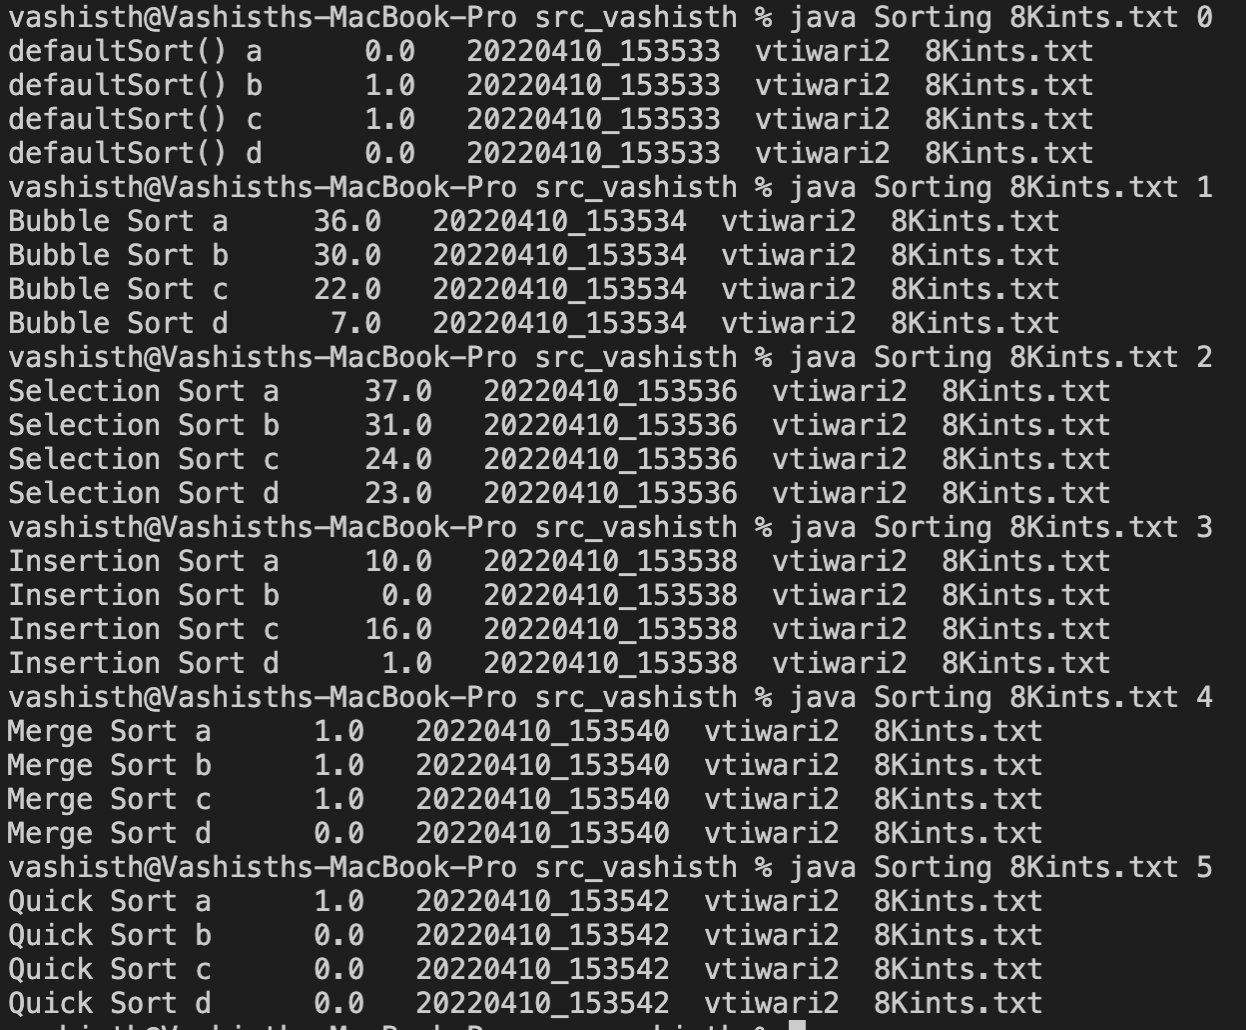 vashisth@Vashisths-MacBook-Pro src_vashisth % java Sorting 8Kints.txt 0
defaultSort() a      0.0   20220410_153533  vtiwari2  8Kints.txt
defaultSort() b      1.0   20220410_153533  vtiwari2  8Kints.txt
defaultSort() c      1.0   20220410_153533  vtiwari2  8Kints.txt
defaultSort() d      0.0   20220410_153533  vtiwari2  8Kints.txt
vashisth@Vashisths-MacBook-Pro src_vashisth % java Sorting 8Kints.txt 1
Bubble Sort a     36.0   20220410_153534  vtiwari2  8Kints.txt
Bubble Sort b     30.0   20220410_153534  vtiwari2  8Kints.txt
Bubble Sort c     22.0   20220410_153534  vtiwari2  8Kints.txt
Bubble Sort d      7.0   20220410_153534  vtiwari2  8Kints.txt
vashisth@Vashisths-MacBook-Pro src_vashisth % java Sorting 8Kints.txt 2
Selection Sort a     37.0   20220410_153536  vtiwari2  8Kints.txt
Selection Sort b     31.0   20220410_153536  vtiwari2  8Kints.txt
Selection Sort c     24.0   20220410_153536  vtiwari2  8Kints.txt
Selection Sort d     23.0   20220410_153536  vtiwari2  8Kints.txt
vashisth@Vashisths-MacBook-Pro src_vashisth % java Sorting 8Kints.txt 3
Insertion Sort a     10.0   20220410_153538  vtiwari2  8Kints.txt
Insertion Sort b      0.0   20220410_153538  vtiwari2  8Kints.txt
Insertion Sort c     16.0   20220410_153538  vtiwari2  8Kints.txt
Insertion Sort d      1.0   20220410_153538  vtiwari2  8Kints.txt
vashisth@Vashisths-MacBook-Pro src_vashisth % java Sorting 8Kints.txt 4
Merge Sort a      1.0   20220410_153540  vtiwari2  8Kints.txt
Merge Sort b      1.0   20220410_153540  vtiwari2  8Kints.txt
Merge Sort c      1.0   20220410_153540  vtiwari2  8Kints.txt
Merge Sort d      0.0   20220410_153540  vtiwari2  8Kints.txt
vashisth@Vashisths-MacBook-Pro src_vashisth % java Sorting 8Kints.txt 5
Quick Sort a      1.0   20220410_153542  vtiwari2  8Kints.txt
Quick Sort b      0.0   20220410_153542  vtiwari2  8Kints.txt
Quick Sort c      0.0   20220410_153542  vtiwari2  8Kints.txt
Quick Sort d      0.0   20220410_153542  vtiwari2  8Kints.txt